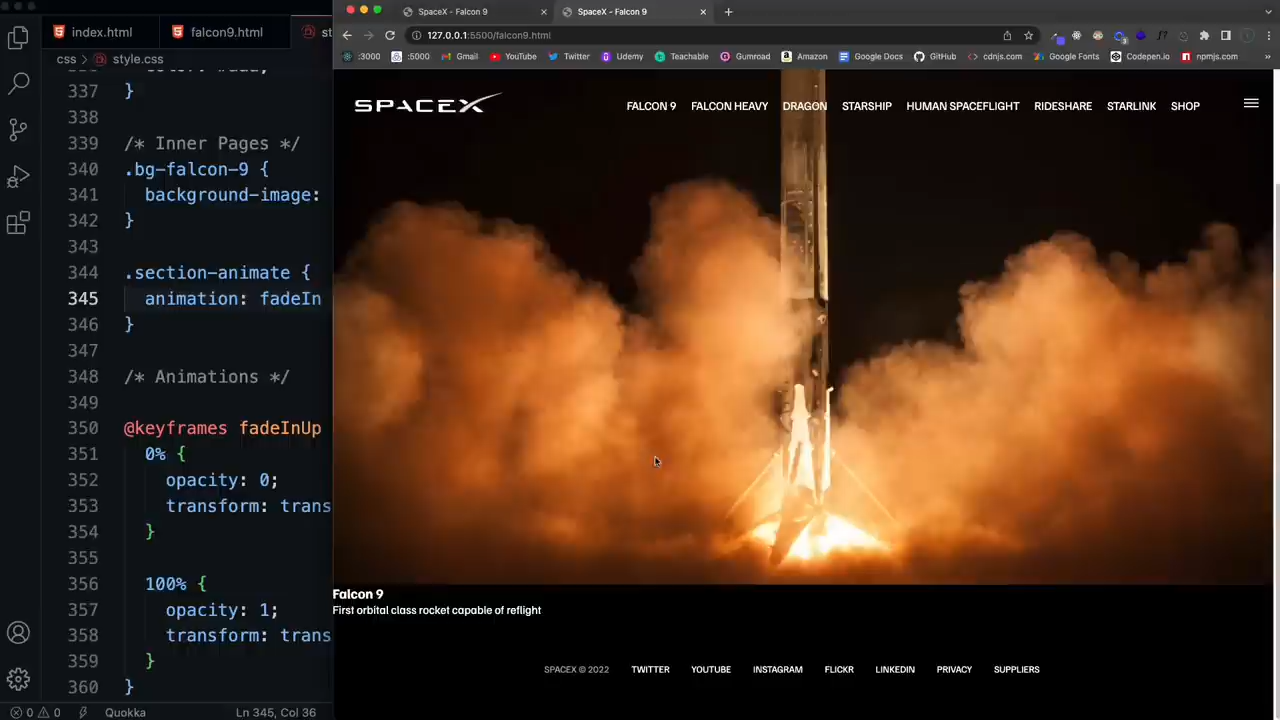 index.html
falcon9.html
st
css > style.css
337 }
338
339 /* Inner Pages */
340 .bg-falcon-9 {
341 background-image:
342 }
343
344 .section-animate {
345 animation: fadeIn
346 }
347
348 /* Animations */
349
350 @keyframes fadeInUp
351 0% {
352 opacity: 0;
353 transform: trans
354 }
355
356 100% {
357 opacity: 1;
358 transform: trans
359 }
360 }
0 0 Quokka Ln 345, Col 36
SpaceX - Falcon 9
SpaceX - Falcon 9
127.0.0.1:5500/falcon9.html
:3000 :5000 Gmail YouTube Twitter Udemy Teachable Gumroad Amazon Google Docs GitHub cdnjs.com Google Fonts Codepen.io npmjs.com »
SPACEX FALCON 9 FALCON HEAVY DRAGON STARSHIP HUMAN SPACEFLIGHT RIDESHARE STARLINK SHOP
Falcon 9
First orbital class rocket capable of reflight
SPACEX © 2022 TWITTER YOUTUBE INSTAGRAM FLICKR LINKEDIN PRIVACY SUPPLIERS